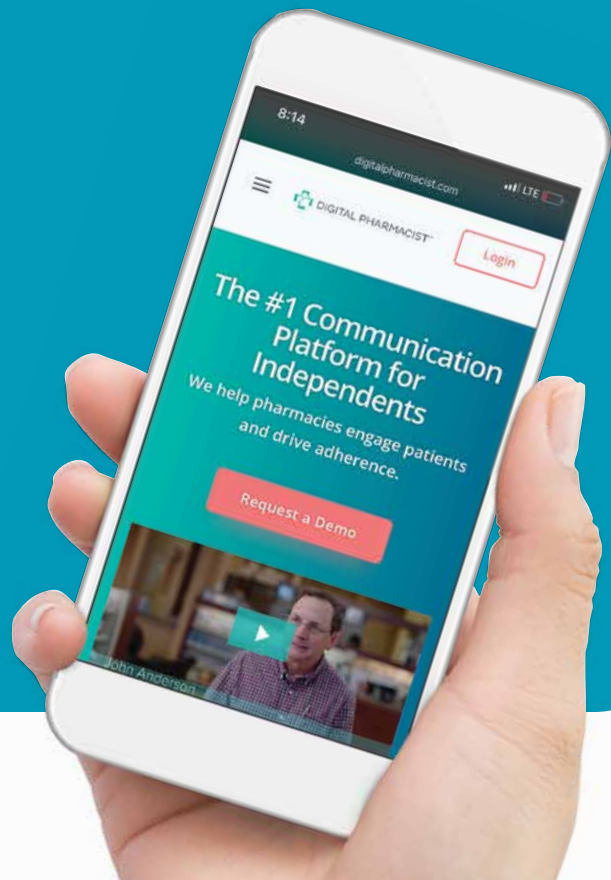 8:14
digitalpharmacist.com
LTE
DIGITAL PHARMACIST™
Login
The #1 Communication
Platform for
Independents
We help pharmacies engage patients
and drive adherence.
Request a Demo
John Anderson